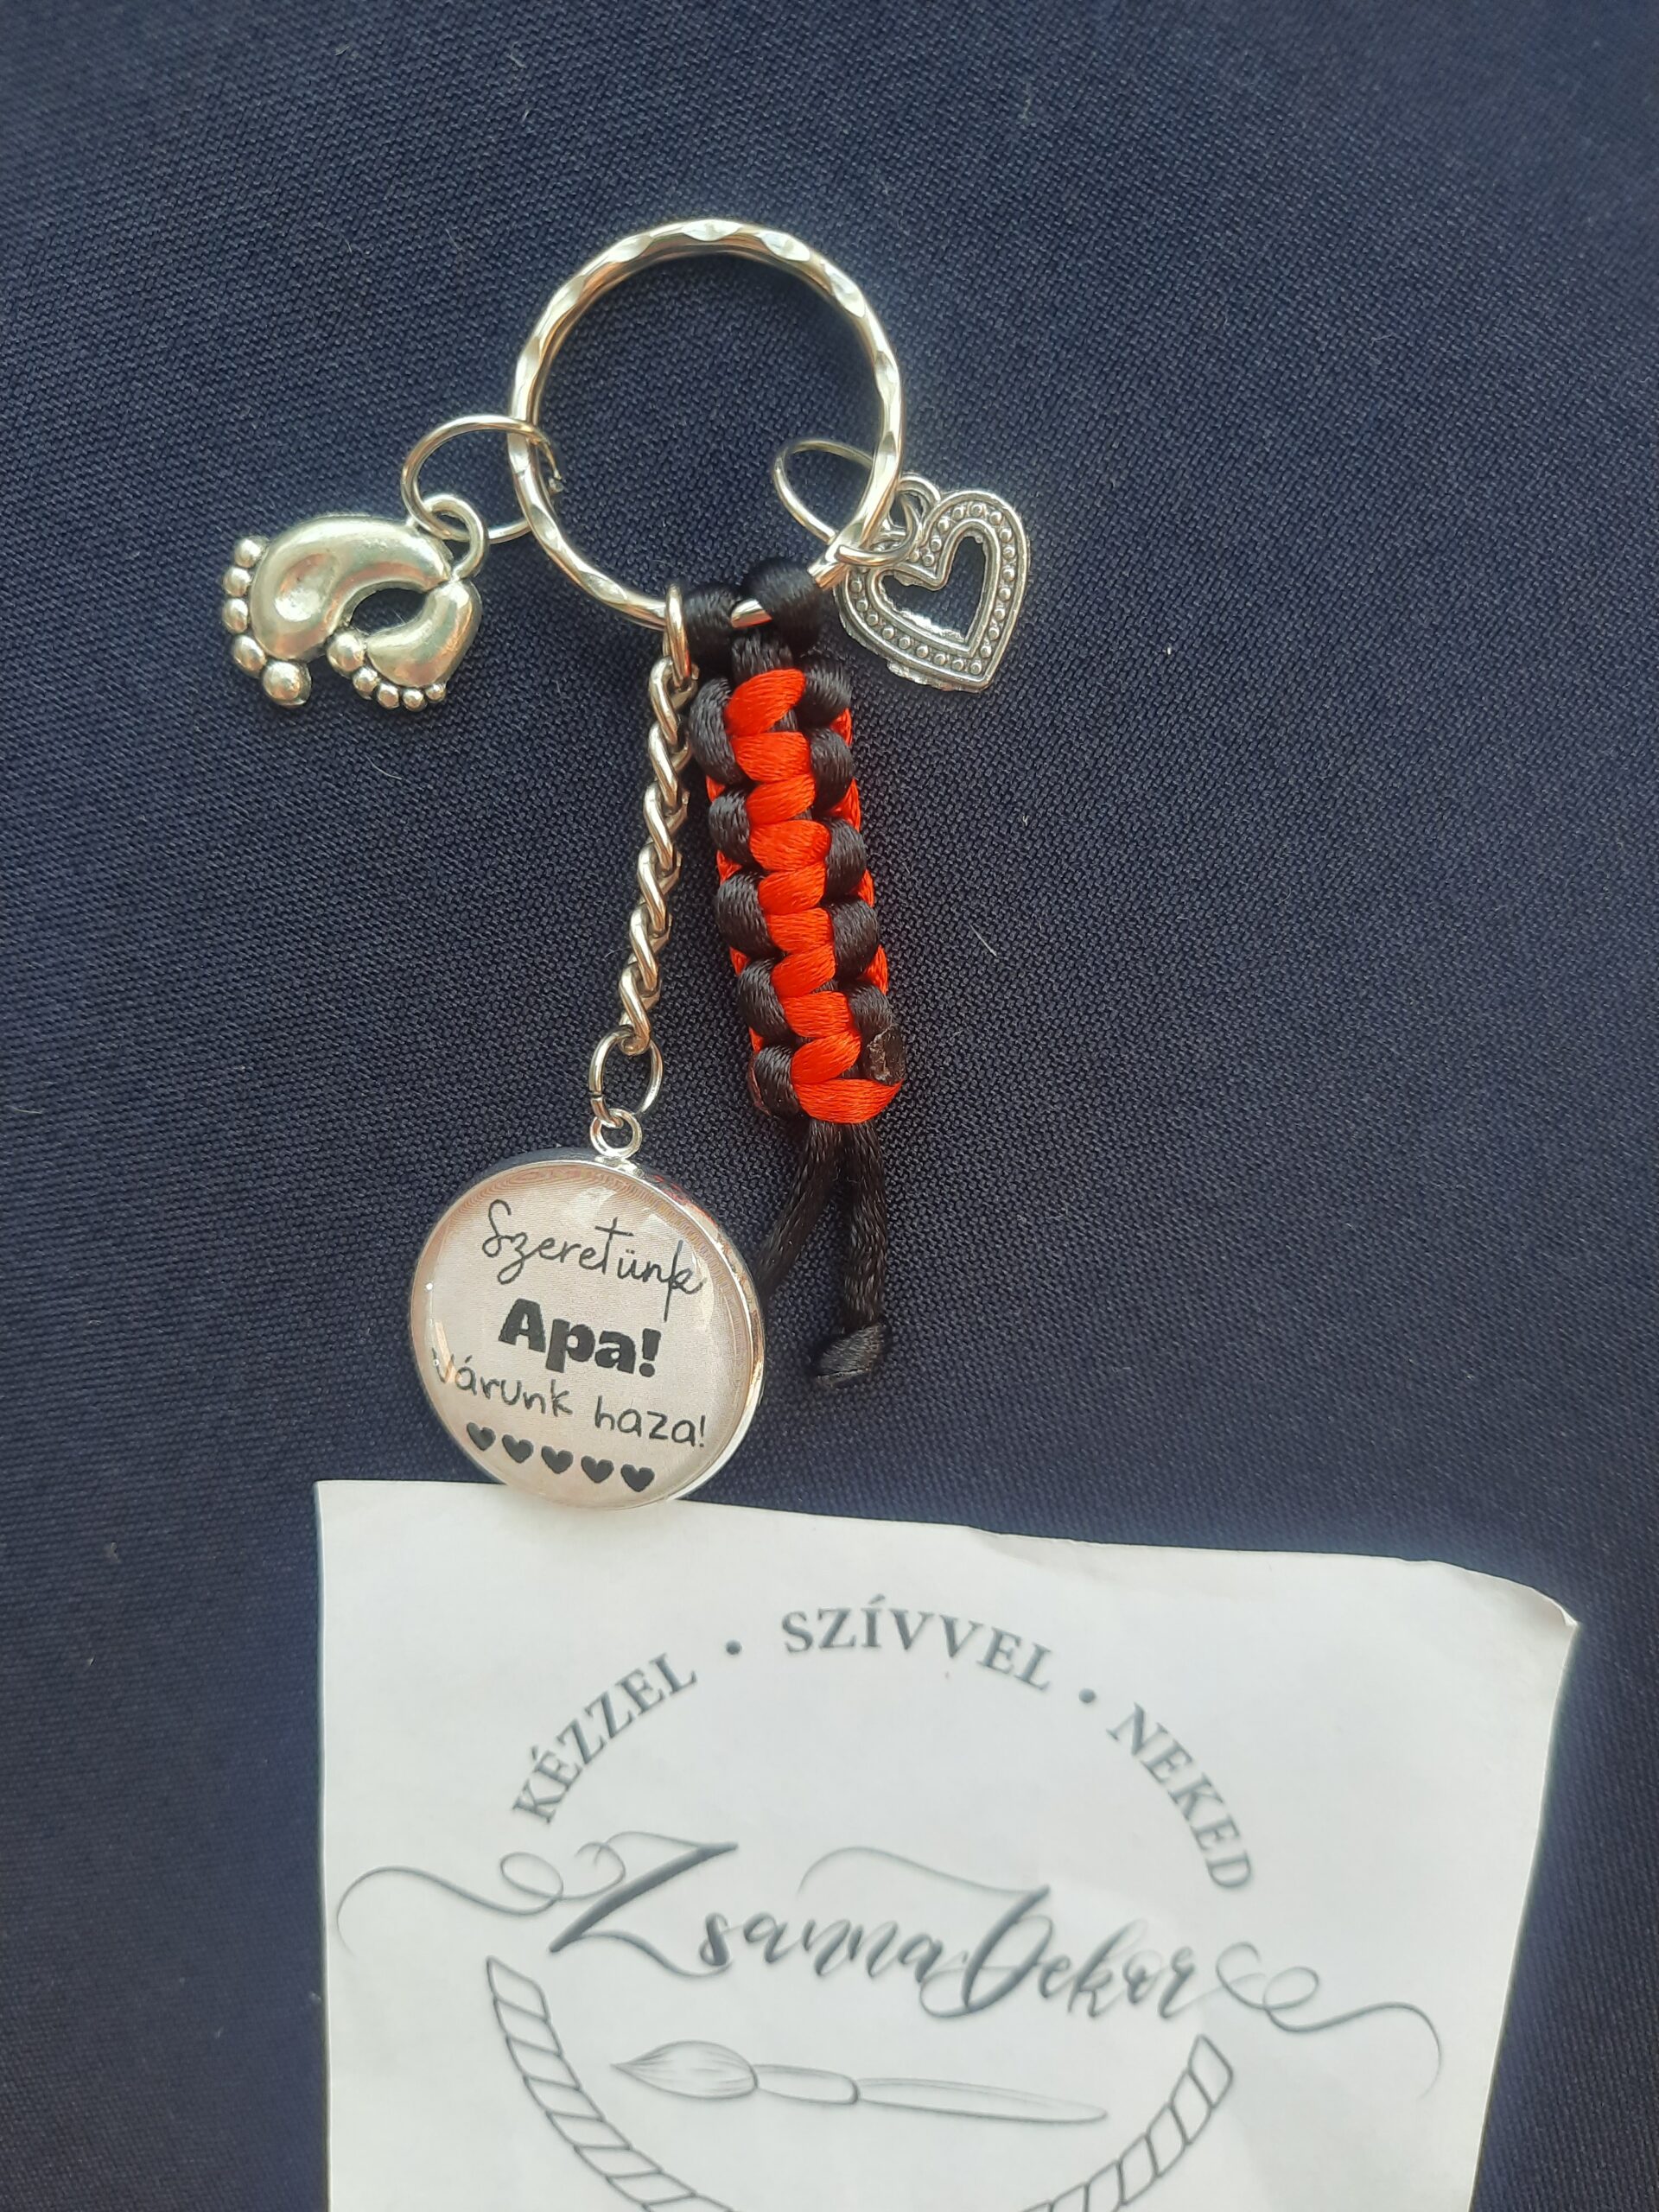 Szeretünk
Apa!
Várunk haza!
KÉZZEL • SZÍVVEL • NEKED
ZsannaDekor